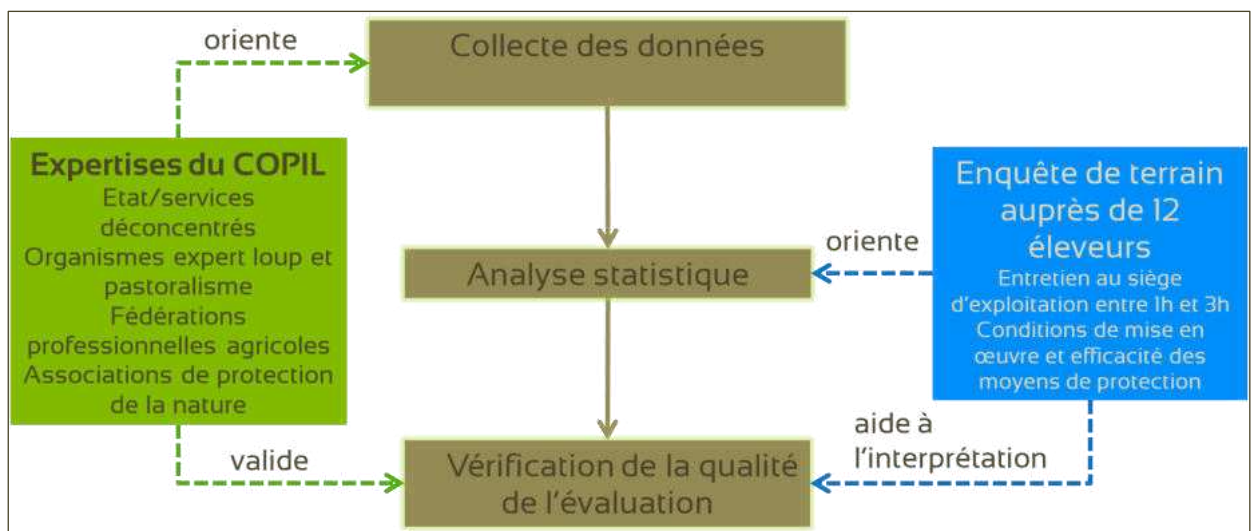 oriente
Collecte des données
Expertises du COPIL
Etat/services
déconcentrés
Organismes expert loup et
pastoralisme
Fédérations
professionnelles agricoles
Associations de protection
de la nature
Enquête de terrain
auprès de 12
éleveurs
Entretien au siège
d'exploitation entre 1h et 3h
Conditions de mise en
œuvre et efficacité des
moyens de protection
oriente
Analyse statistique
aide à
l'interprétation
valide
Vérification de la qualité
de l'évaluation